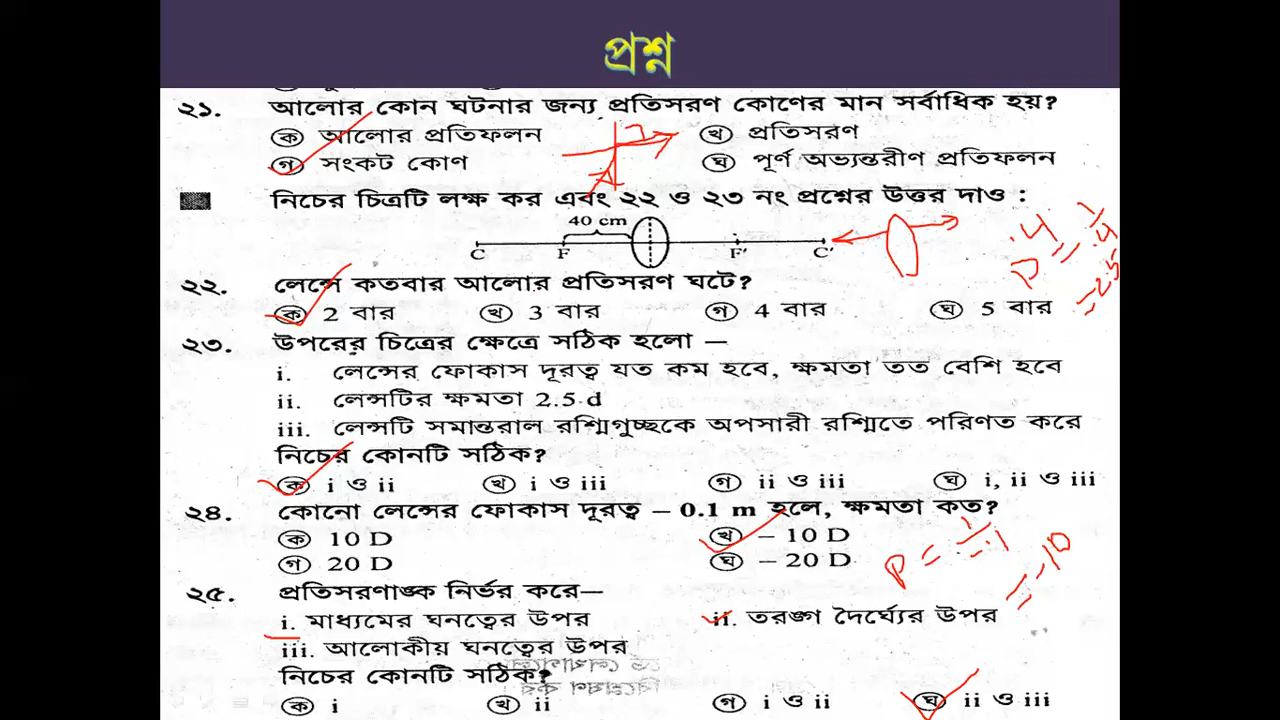 প্রশ্ন
২১. আলোর কোন ঘটনার জন্য প্রতিসরণ কোণের মান সর্বাধিক হয়?
ক আলোর প্রতিফলন খ প্রতিসরণ
গ সংকট কোণ ঘ পূর্ণ অভ্যন্তরীণ প্রতিফলন
নিচের চিত্রটি লক্ষ কর এবং ২২ ও ২৩ নং প্রশ্নের উত্তর দাও :
40 cm
C F F' C'
২২. লেন্সে কতবার আলোর প্রতিসরণ ঘটে?
ক 2 বার খ 3 বার গ 4 বার ঘ 5 বার
২৩. উপরের চিত্রের ক্ষেত্রে সঠিক হলো –
i. লেন্সের ফোকাস দূরত্ব যত কম হবে, ক্ষমতা তত বেশি হবে
ii. লেন্সটির ক্ষমতা 2.5 d
iii. লেন্সটি সমান্তরাল রশ্মিগুচ্ছকে অপসারী রশ্মিতে পরিণত করে
নিচের কোনটি সঠিক?
ক i ও ii খ i ও iii গ ii ও iii ঘ i, ii ও iii
২৪. কোনো লেন্সের ফোকাস দূরত্ব – 0.1 m হলে, ক্ষমতা কত?
ক 10 D খ – 10 D
গ 20 D ঘ – 20 D
P = 1/-.1
= -10
২৫. প্রতিসরণাঙ্ক নির্ভর করে—
i. মাধ্যমের ঘনত্বের উপর ii. তরঙ্গ দৈর্ঘ্যের উপর
iii. আলোকীয় ঘনত্বের উপর
নিচের কোনটি সঠিক?
ক i খ ii গ i ও ii ঘ ii ও iii